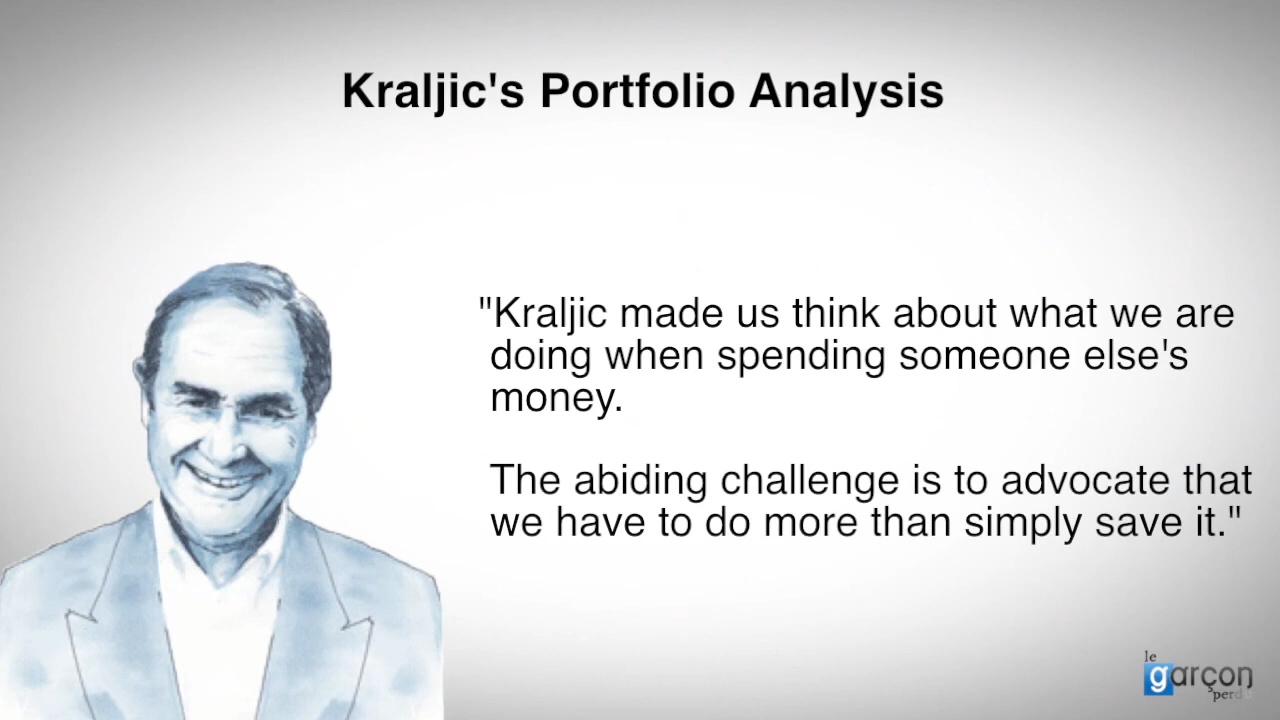 Kraljic's Portfolio Analysis
"Kraljic made us think about what we are
doing when spending someone else's
money.
The abiding challenge is to advocate that
we have to do more than simply save it."
le
garçon